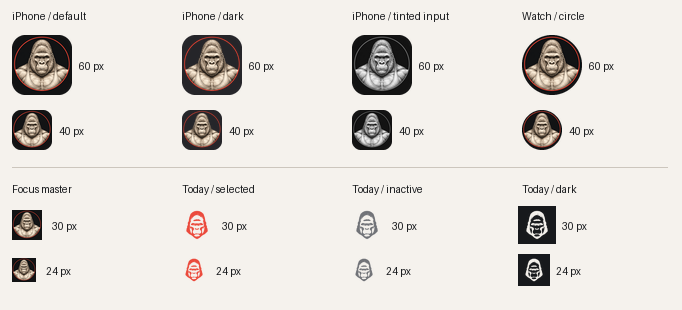 iPhone / default
iPhone / dark
iPhone / tinted input
Watch / circle
60 px
60 px
60 px
60 px
40 px
40 px
40 px
40 px
Focus master
Today / selected
Today / inactive
Today / dark
30 px
30 px
30 px
30 px
24 px
24 px
24 px
24 px